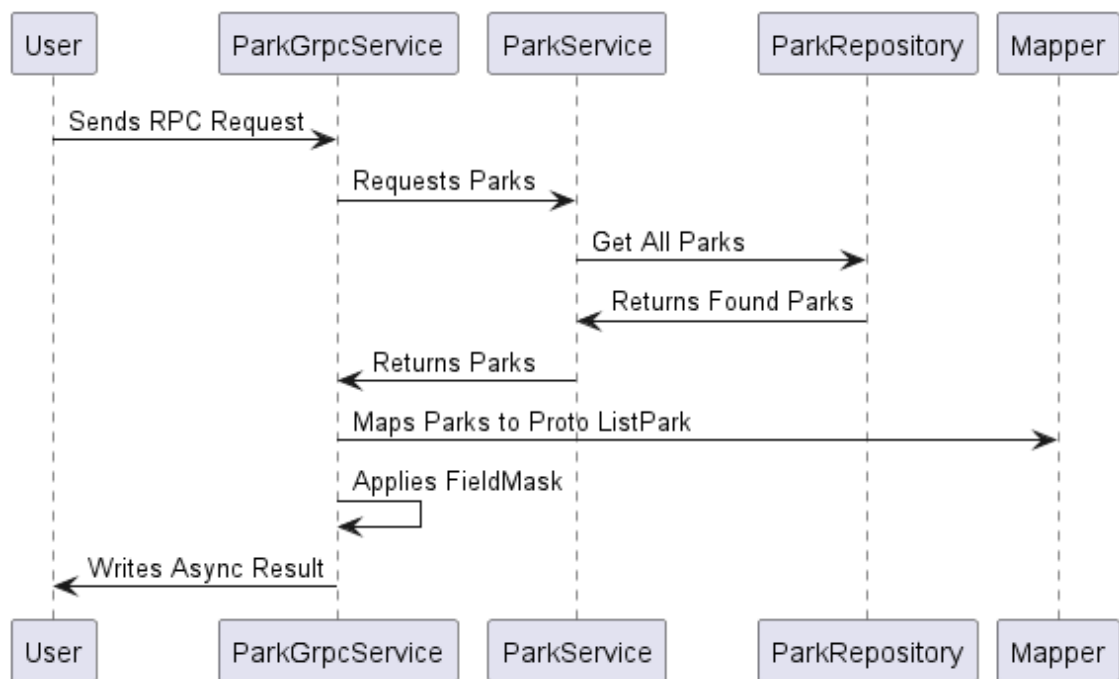 User
ParkGrpcService
ParkService
ParkRepository
Mapper
Sends RPC Request
Requests Parks
Get All Parks
Returns Found Parks
Returns Parks
Maps Parks to Proto ListPark
Applies FieldMask
Writes Async Result
User
ParkGrpcService
ParkService
ParkRepository
Mapper